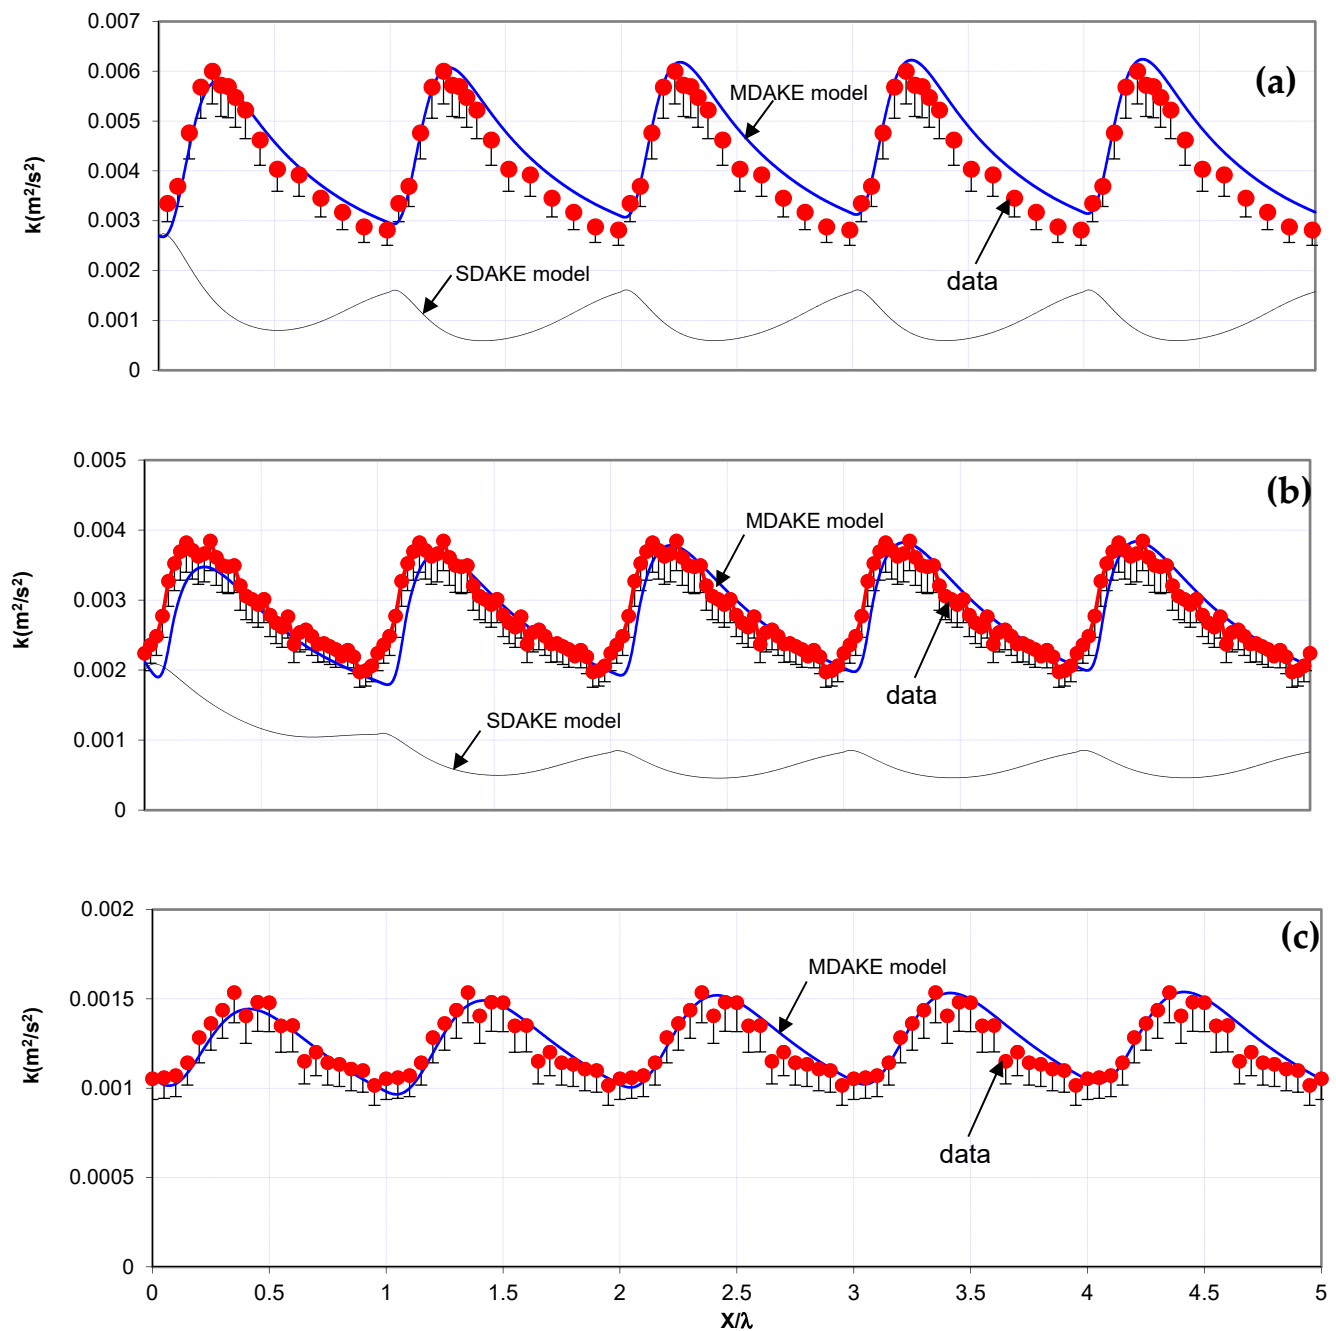 0.007
0.006
0.005
0.004
0.003
0.002
0.001
0
k(m²/s²)
(a)
MDAKE model
SDAKE model
data
0.005
0.004
0.003
0.002
0.001
0
k(m²/s²)
(b)
MDAKE model
SDAKE model
data
0.002
0.0015
0.001
0.0005
0
k(m²/s²)
(c)
MDAKE model
data
0 0.5 1 1.5 2 2.5 3 3.5 4 4.5 5
X/λ